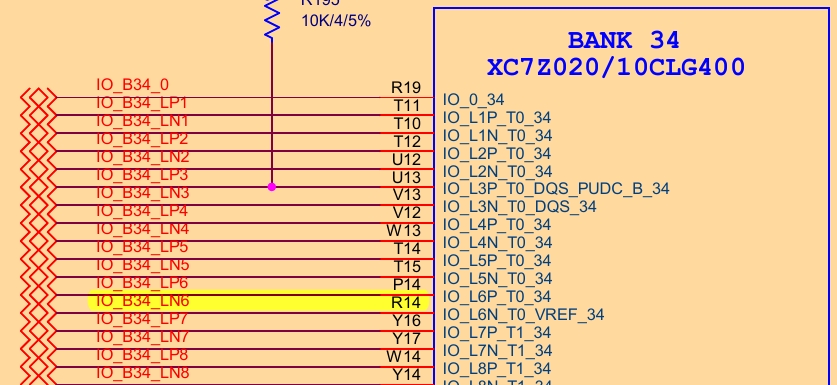 R195
10K/4/5%
BANK 34
XC7Z020/10CLG400
IO_B34_0 R19 IO_0_34
IO_B34_LP1 T11 IO_L1P_T0_34
IO_B34_LN1 T10 IO_L1N_T0_34
IO_B34_LP2 T12 IO_L2P_T0_34
IO_B34_LN2 U12 IO_L2N_T0_34
IO_B34_LP3 U13 IO_L3P_T0_DQS_PUDC_B_34
IO_B34_LN3 V13 IO_L3N_T0_DQS_34
IO_B34_LP4 V12 IO_L4P_T0_34
IO_B34_LN4 W13 IO_L4N_T0_34
IO_B34_LP5 T14 IO_L5P_T0_34
IO_B34_LN5 T15 IO_L5N_T0_34
IO_B34_LP6 P14 IO_L6P_T0_34
IO_B34_LN6 R14 IO_L6N_T0_VREF_34
IO_B34_LP7 Y16 IO_L7P_T1_34
IO_B34_LN7 Y17 IO_L7N_T1_34
IO_B34_LP8 W14 IO_L8P_T1_34
IO_B34_LN8 Y14 IO_L8N_T1_34